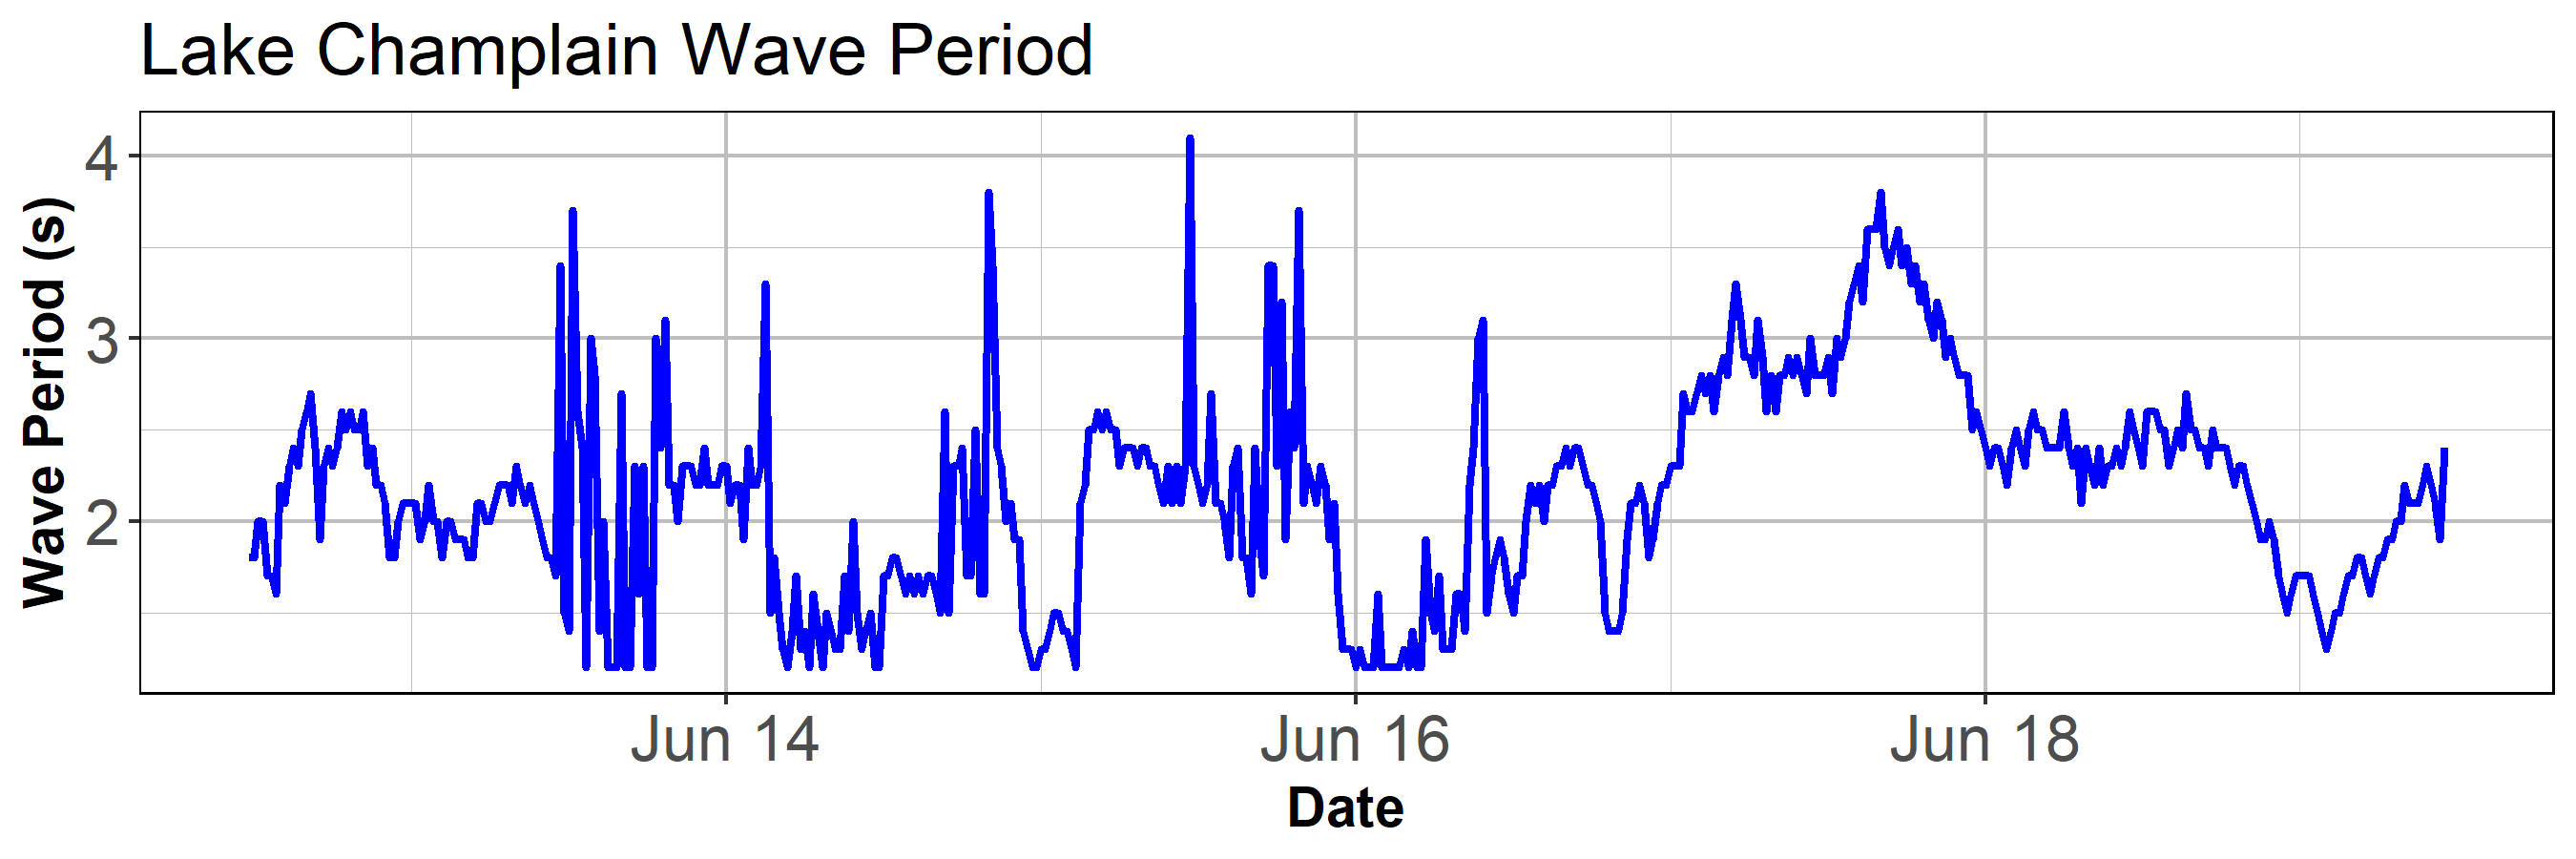 Lake Champlain Wave Period
Wave Period (s)
4
3
2
Jun 14
Jun 16
Jun 18
Date